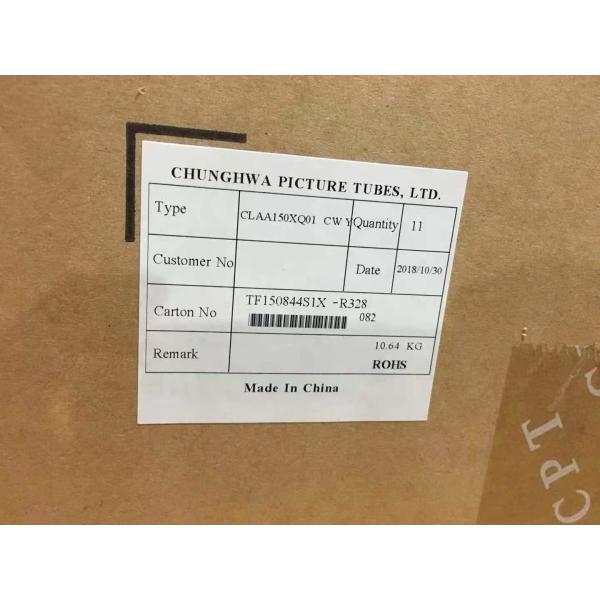 CHUNGHWA PICTURE TUBES, LTD.
Type CLAA150XQ01 CW Y Quantity 11
Customer No Date 2018/10/30
Carton No TF150844S1X -R328
082
Remark 10.64 KG
ROHS
Made In China
CPT